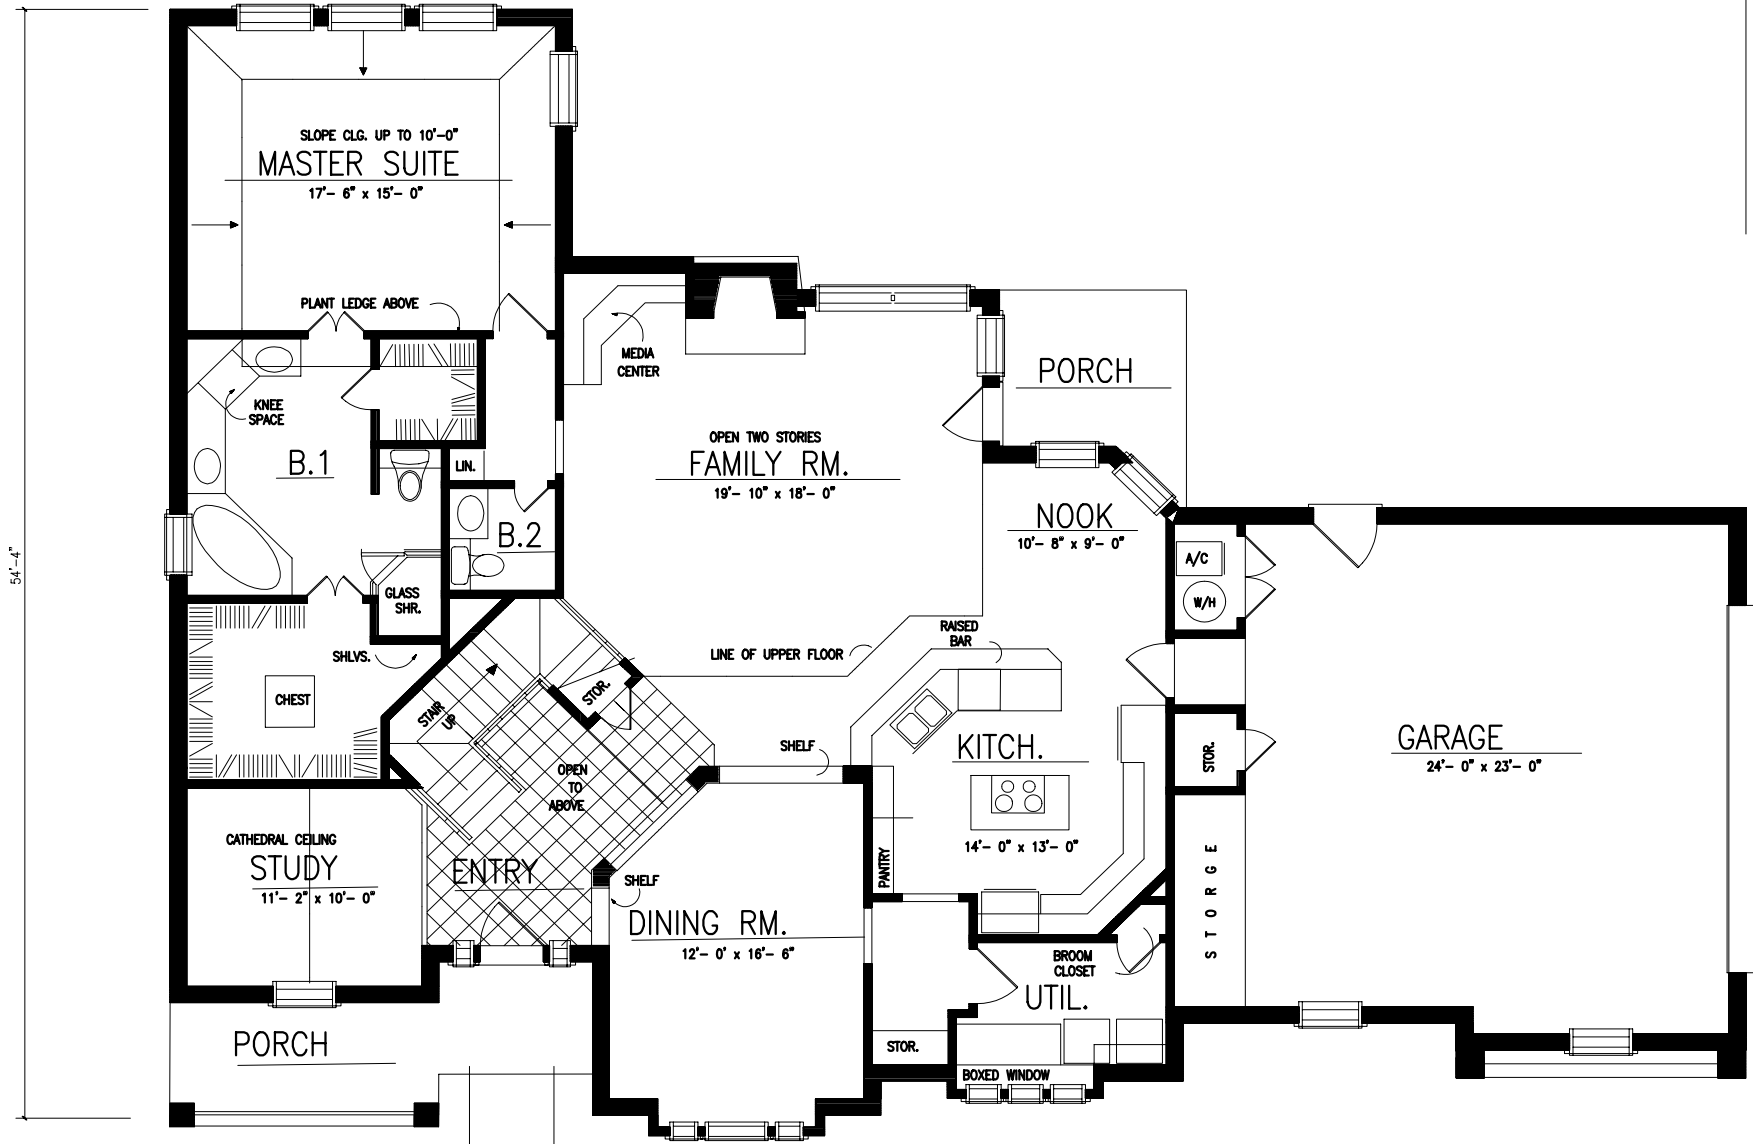 SLOPE CLG. UP TO 10'-0"
MASTER SUITE
17'- 6" x 15'- 0"
PLANT LEDGE ABOVE
MEDIA
CENTER
PORCH
KNEE
SPACE
B.1
LIN.
OPEN TWO STORIES
FAMILY RM.
19'- 10" x 18'- 0"
NOOK
10'- 8" x 9'- 0"
B.2
A/C
W/H
54'-4"
GLASS
SHR.
SHLVS.
RAISED
BAR
LINE OF UPPER FLOOR
CHEST
STAIR
UP
STOR.
SHELF
KITCH.
14'- 0" x 13'- 0"
STOR.
GARAGE
24'- 0" x 23'- 0"
OPEN
TO
ABOVE
CATHEDRAL CEILING
STUDY
11'- 2" x 10'- 0"
ENTRY
SHELF
PANTRY
STORGE
DINING RM.
12'- 0' x 16'- 6"
BROOM
CLOSET
UTIL.
PORCH
STOR.
BOXED WINDOW